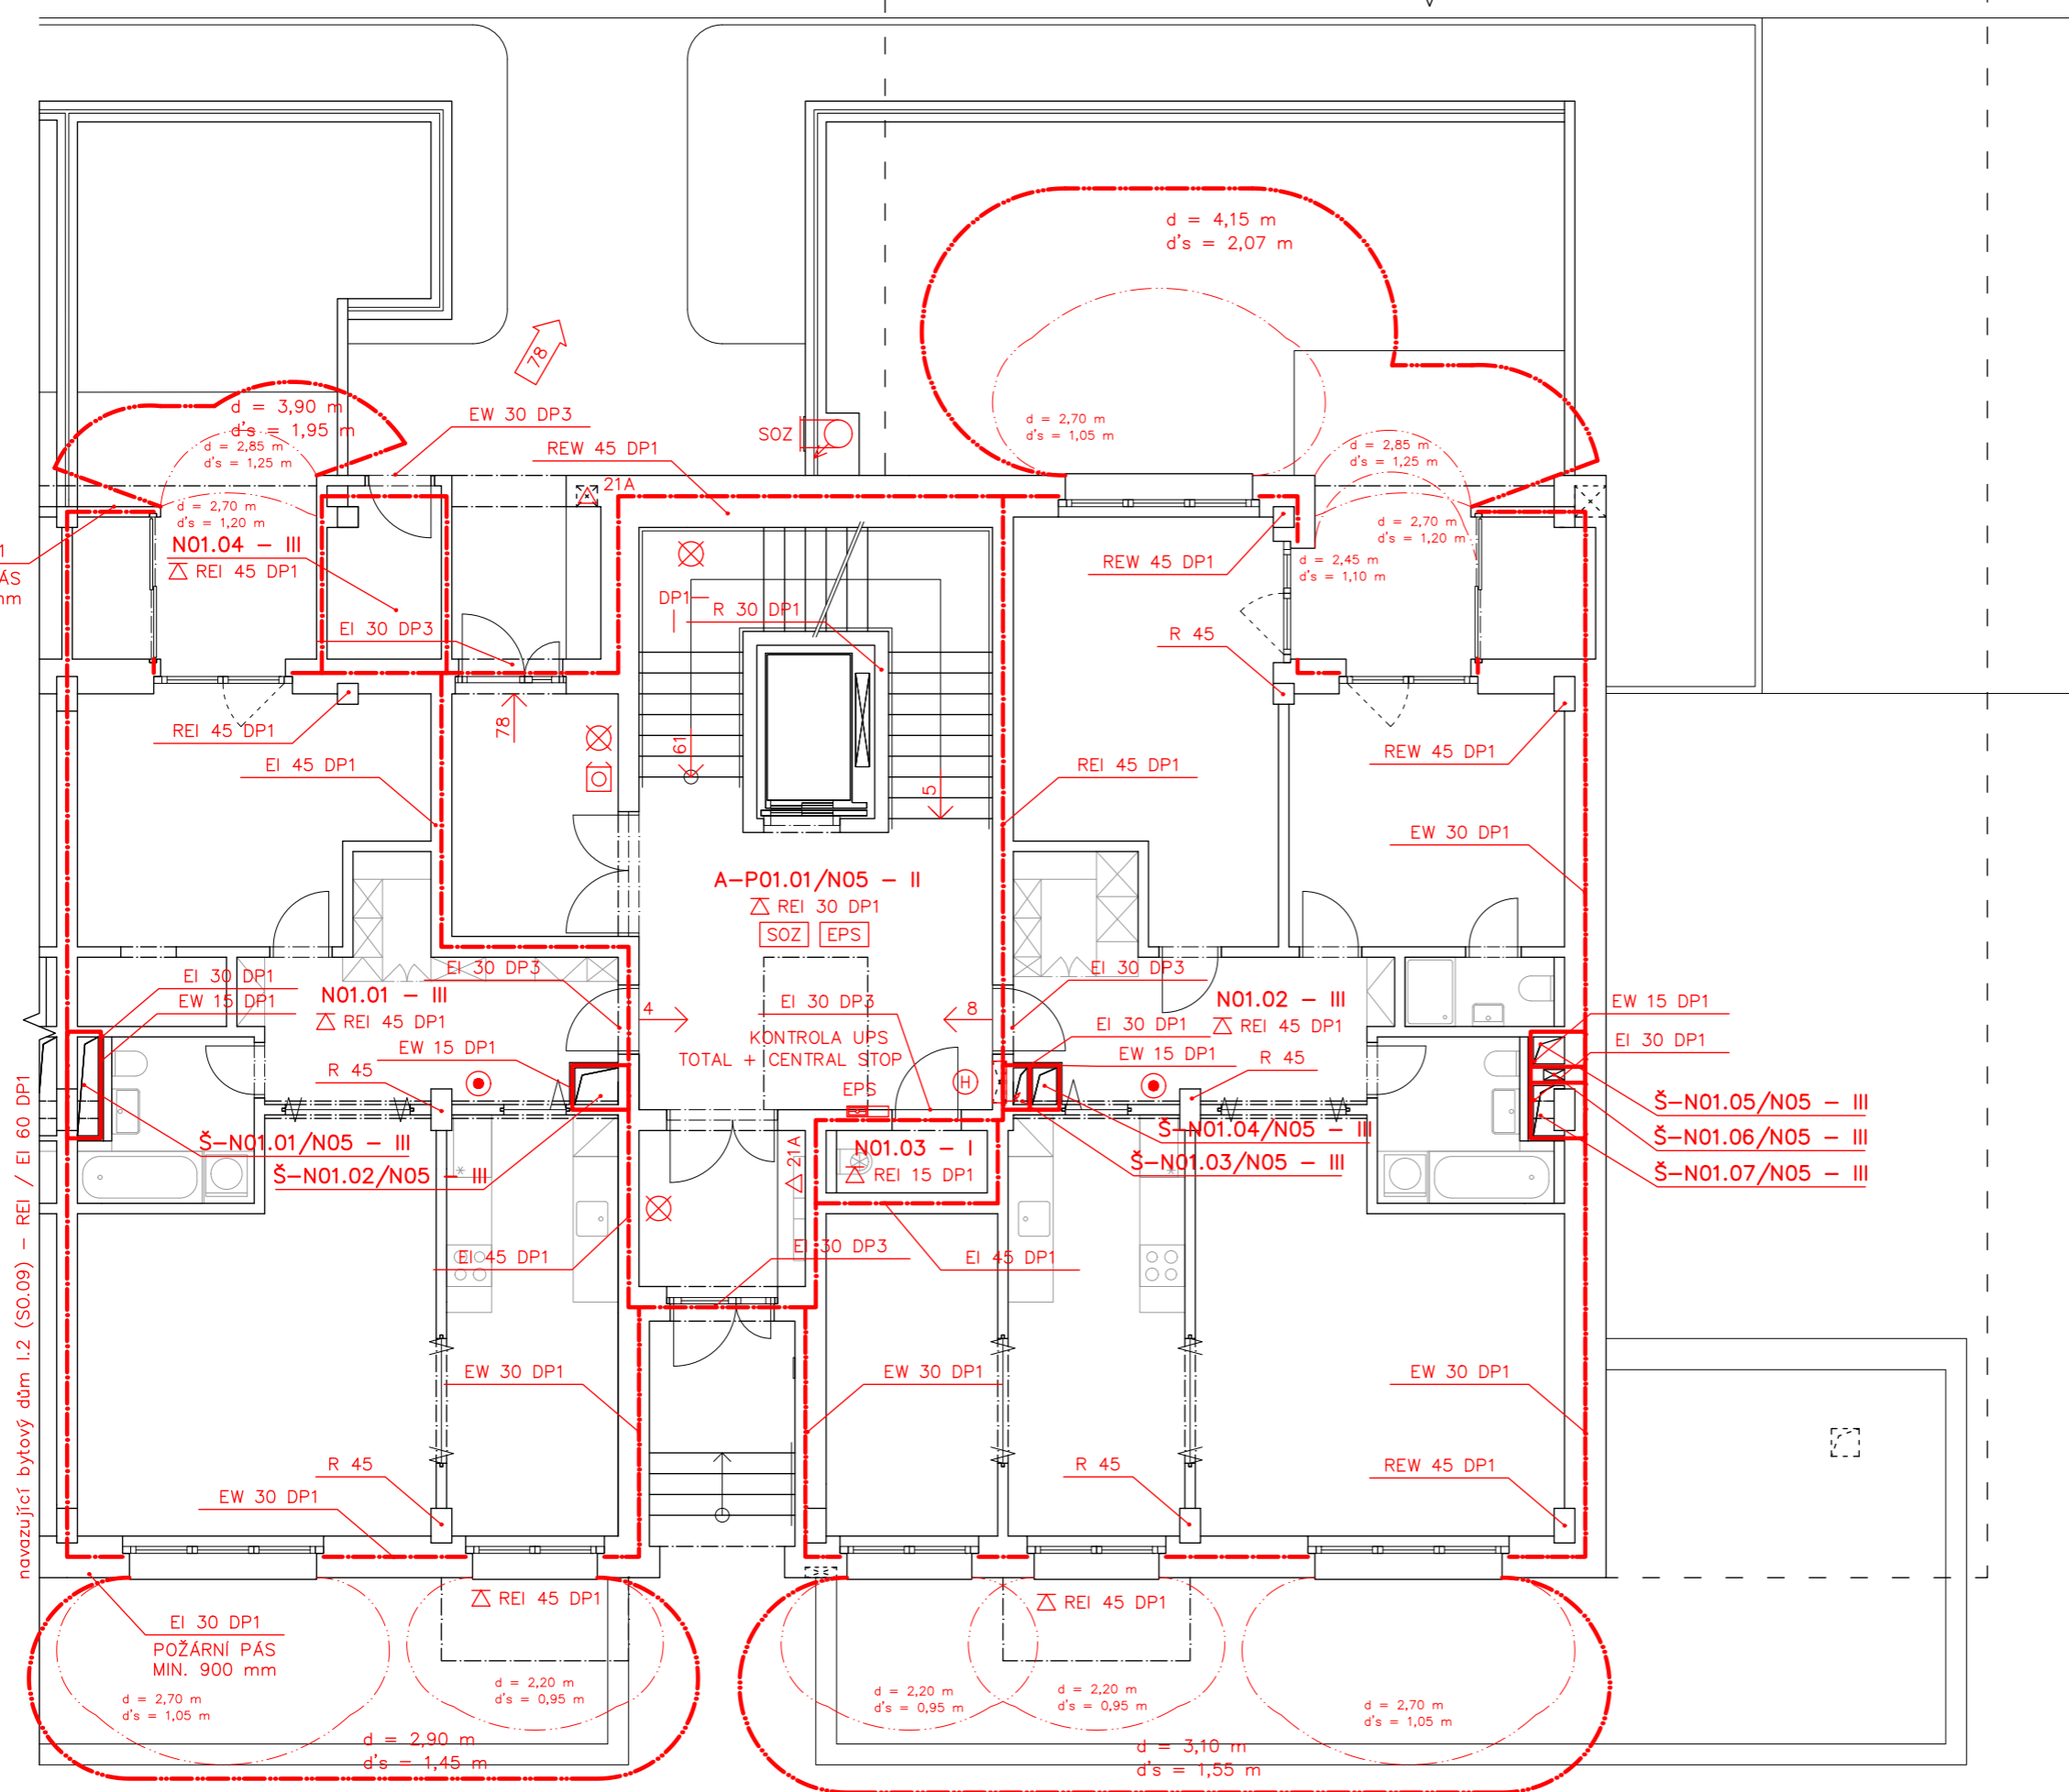 d = 4,15 m
d's = 2,07 m
78
d = 3,90 m
d's = 1,95 m
d = 2,85 m
d's = 1,25 m
EW 30 DP3
REW 45 DP1
SOZ
d = 2,70 m
d's = 1,05 m
d = 2,85 m
d's = 1,25 m
21A
d = 2,70 m
d's = 1,20 m
N01.04 – III
REI 45 DP1
d = 2,70 m
d's = 1,20 m
d = 2,45 m
d's = 1,10 m
REW 45 DP1
DP1
R 30 DP1
EI 30 DP3
R 45
78
61
5
REI 45 DP1
EI 45 DP1
REI 45 DP1
REW 45 DP1
EW 30 DP1
A–P01.01/N05 – II
REI 30 DP1
SOZ
EPS
EI 30 DP1
EW 15 DP1
EI 30 DP3
N01.01 – III
REI 45 DP1
4
EI 30 DP3
8
KONTROLA UPS
TOTAL + CENTRAL STOP
EPS
H
EI 30 DP3
N01.02 – III
REI 45 DP1
EI 30 DP1
EW 15 DP1
R 45
EW 15 DP1
EI 30 DP1
EW 15 DP1
R 45
Š–N01.01/N05 – III
Š–N01.02/N05 – III
21A
N01.03 – I
REI 15 DP1
Š–N01.04/N05 – III
Š–N01.03/N05 – III
Š–N01.05/N05 – III
Š–N01.06/N05 – III
Š–N01.07/N05 – III
EI 45 DP1
EI 30 DP3
EI 45 DP1
EW 30 DP1
EW 30 DP1
EW 30 DP1
R 45
EW 30 DP1
R 45
REW 45 DP1
navazující bytový dům I.2 (SO.09) – REI / EI 60 DP1
EI 30 DP1
POŽÁRNÍ PÁS
MIN. 900 mm
REI 45 DP1
REI 45 DP1
d = 2,70 m
d's = 1,05 m
d = 2,20 m
d's = 0,95 m
d = 2,90 m
d's = 1,45 m
d = 2,20 m
d's = 0,95 m
d = 2,20 m
d's = 0,95 m
d = 2,70 m
d's = 1,05 m
d = 3,10 m
d's = 1,55 m